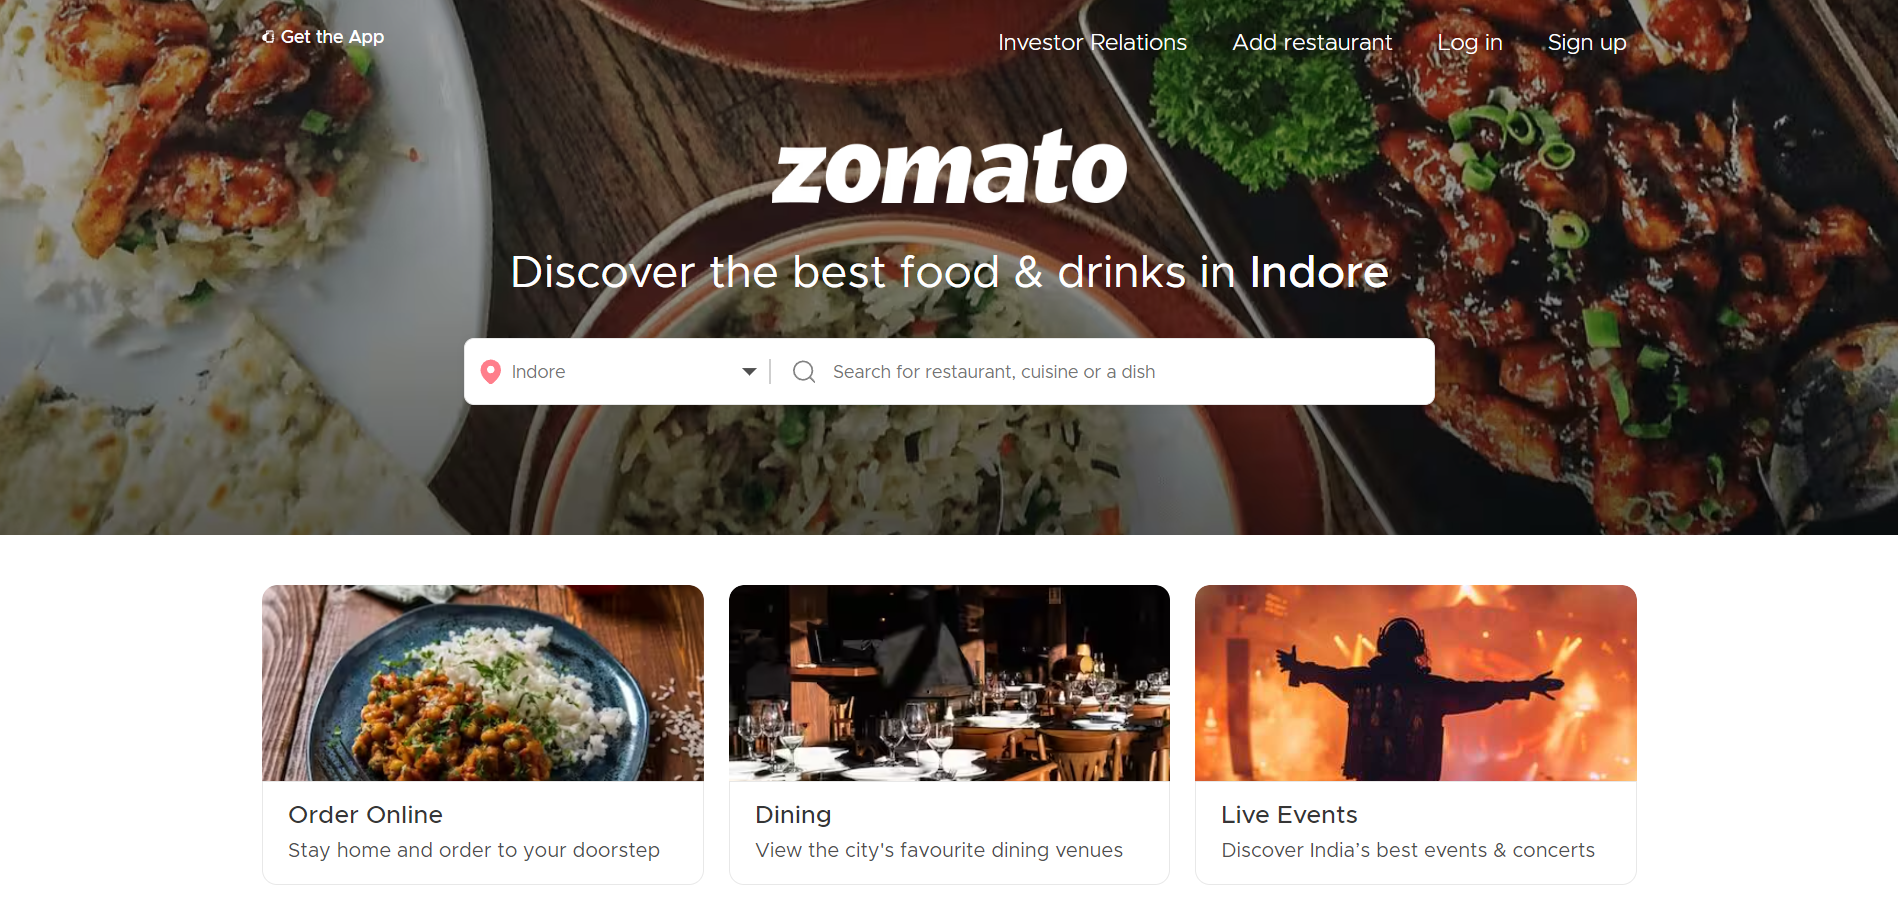 Get the App
Investor Relations
Add restaurant
Log in
Sign up
zomato
Discover the best food & drinks in Indore
Indore
Search for restaurant, cuisine or a dish
Order Online
Stay home and order to your doorstep
Dining
View the city's favourite dining venues
Live Events
Discover India’s best events & concerts